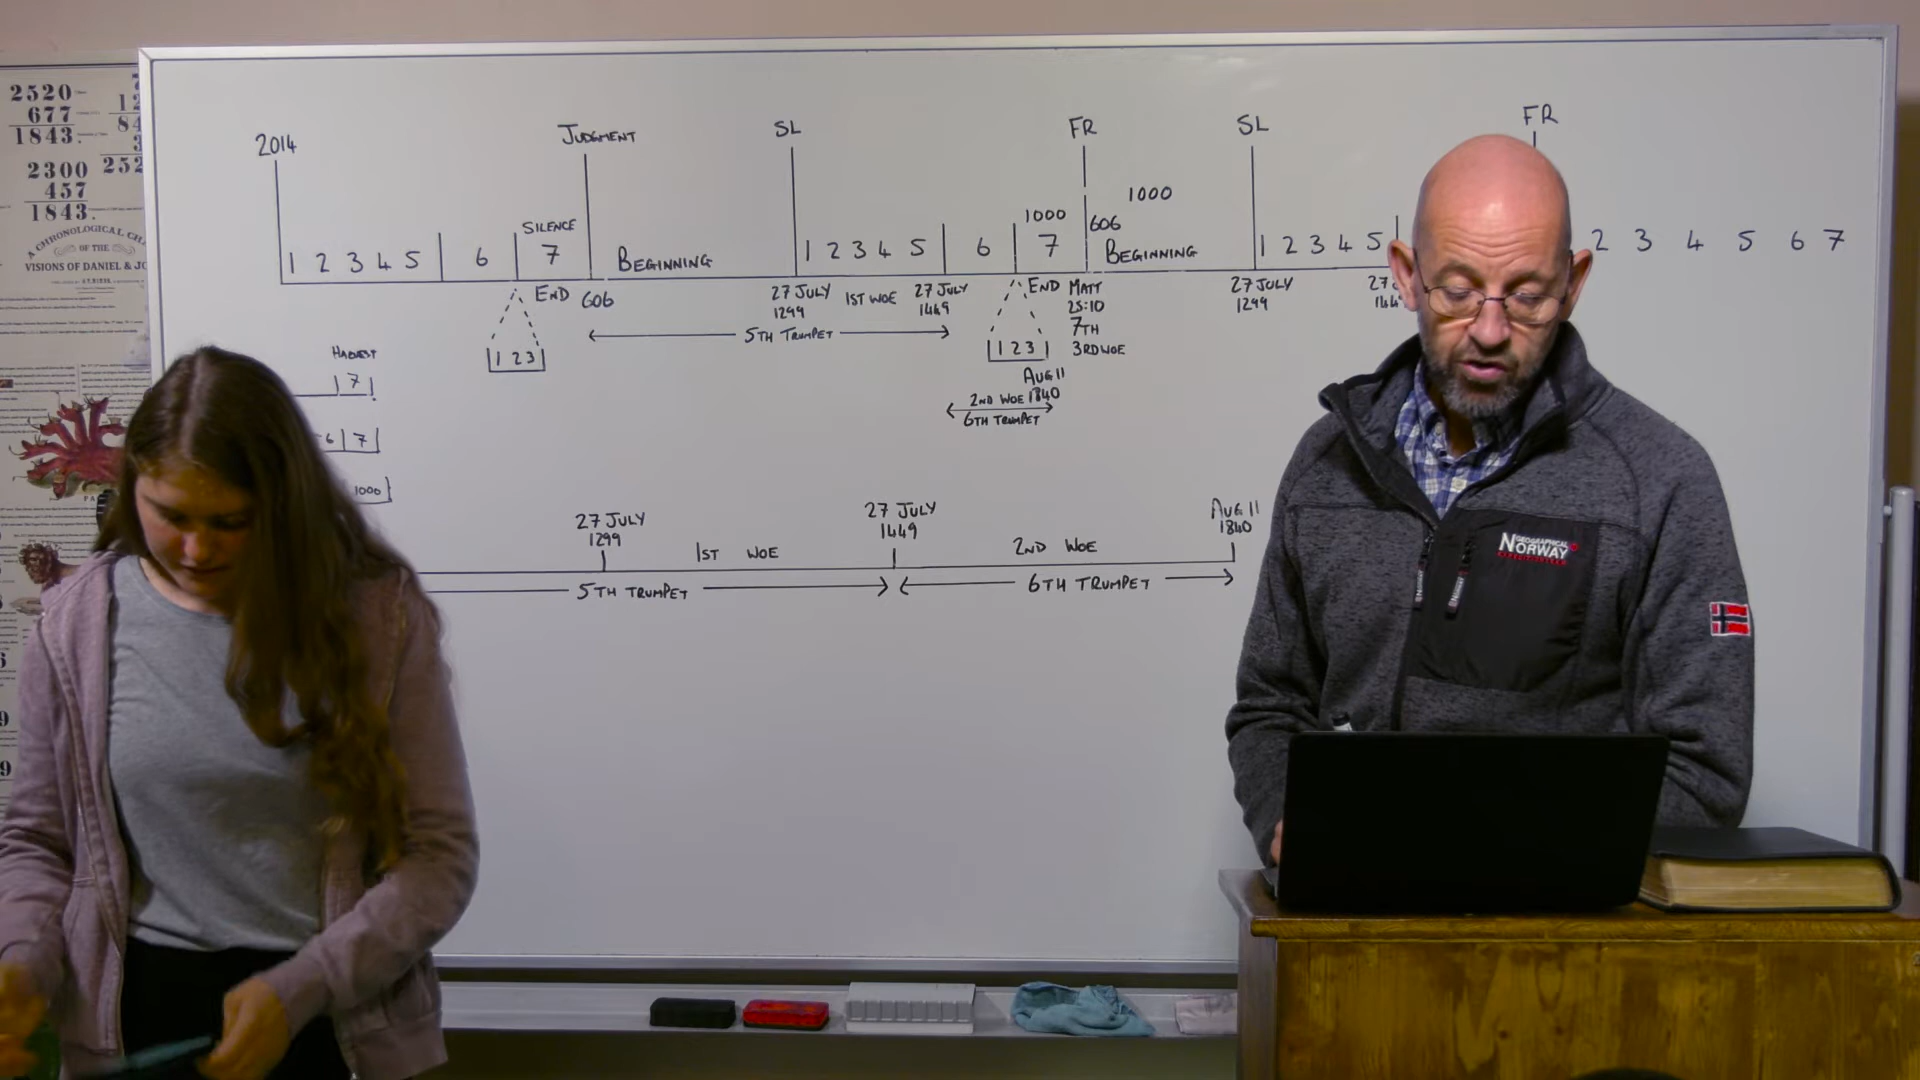 2520
677
1843.
2300
457
1843.
252
A CHRONOLOGICAL
OF THE
VISIONS OF DANIEL & JO
2014
JUDGMENT
SL
FR
SL
FR
1000
1000
SILENCE
606
1 2 3 4 5 6 7 BEGINNING 1 2 3 4 5 6 7 BEGINNING 1 2 3 4 5 2 3 4 5 6 7
END 606
27 JULY
1299
1ST WOE
27 JULY
1449
END
MATT
25:10
7TH
3RD WOE
27 JULY
1299
5TH TRUMPET
1 2 3
1 2 3
AUG 11
1840
2ND WOE
6TH TRUMPET
HARVEST
7
6 7
1000
27 JULY
1299
1ST WOE
27 JULY
1449
2ND WOE
AUG 11
1840
5TH TRUMPET
6TH TRUMPET
GEOGRAPHICAL
NORWAY